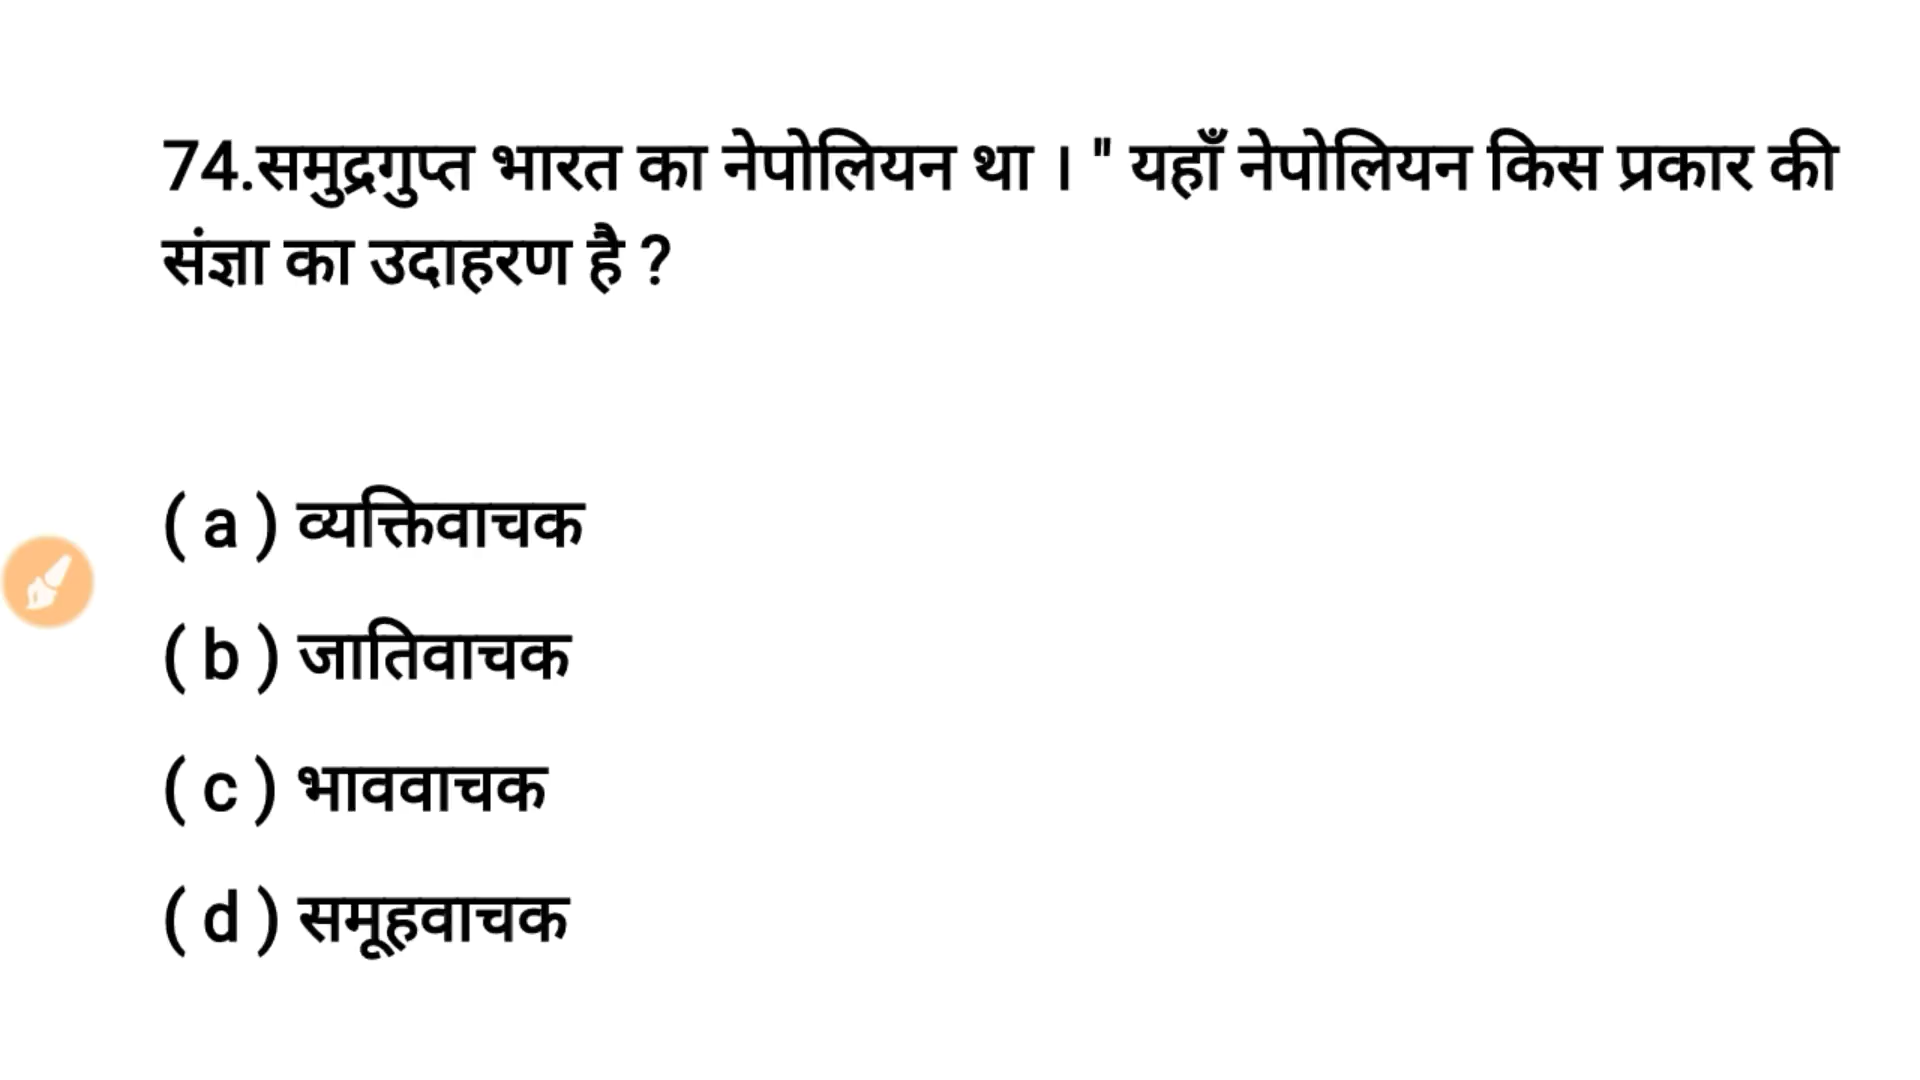 74.समुद्रगुप्त भारत का नेपोलियन था । " यहाँ नेपोलियन किस प्रकार की
संज्ञा का उदाहरण है ?
( a ) व्यक्तिवाचक
( b ) जातिवाचक
( c ) भाववाचक
( d ) समूहवाचक